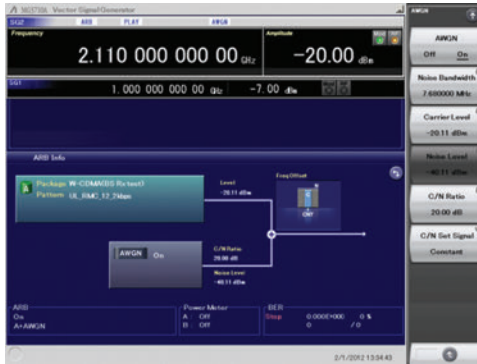 MG3710A Vector Signal Generator
SG2 ARB PLAY AWGN
Frequency
2.110 000 000 00 GHz
Amplitude
Mod RF
-20.00 dBm
SG1
1. 000 000 000 00 GHz -7. 00 dBm
ARB Info
A Package W-CDMA(BS Rx test)
Pattern UL_RMC_12_2kbps
Level
-20.11 dBm
Freq Offset
CNT
AWGN On
C/N Ratio
20.00 dB
Noise Level
-40.11 dBm
ARB
On
A+AWGN
Power Meter
A : Off
B : Off
BER
Stop 0.000E+000 0 %
0 / 0
2/1/2012 13:04:43
AWGN
AWGN
Off On
Noise Bandwidth
7.680000 MHz
Carrier Level
-20.11 dBm
Noise Level
-40.11 dBm
C/N Ratio
20.00 dB
C/N Set Signal
Constant